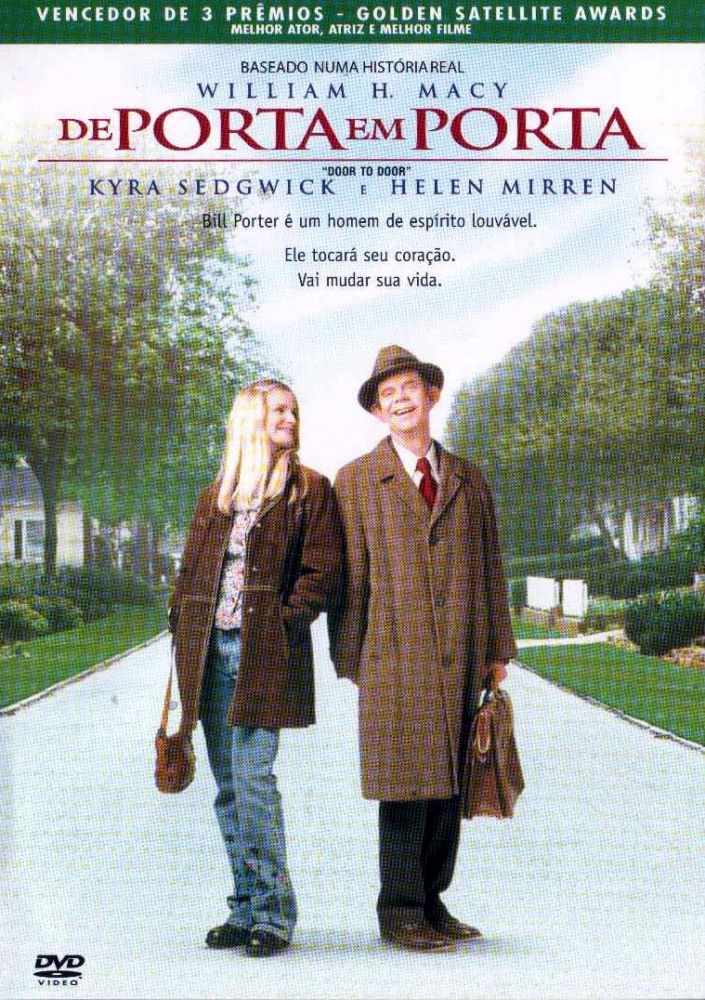 VENCEDOR DE 3 PRÊMIOS - GOLDEN SATELLITE AWARDS
MELHOR ATOR, ATRIZ E MELHOR FILME
BASEADO NUMA HISTÓRIA REAL
WILLIAM H. MACY
DE PORTA EM PORTA
"DOOR TO DOOR"
KYRA SEDGWICK E HELEN MIRREN
Bill Porter é um homem de espírito louvável.
Ele tocará seu coração.
Vai mudar sua vida.
DVD
VIDEO